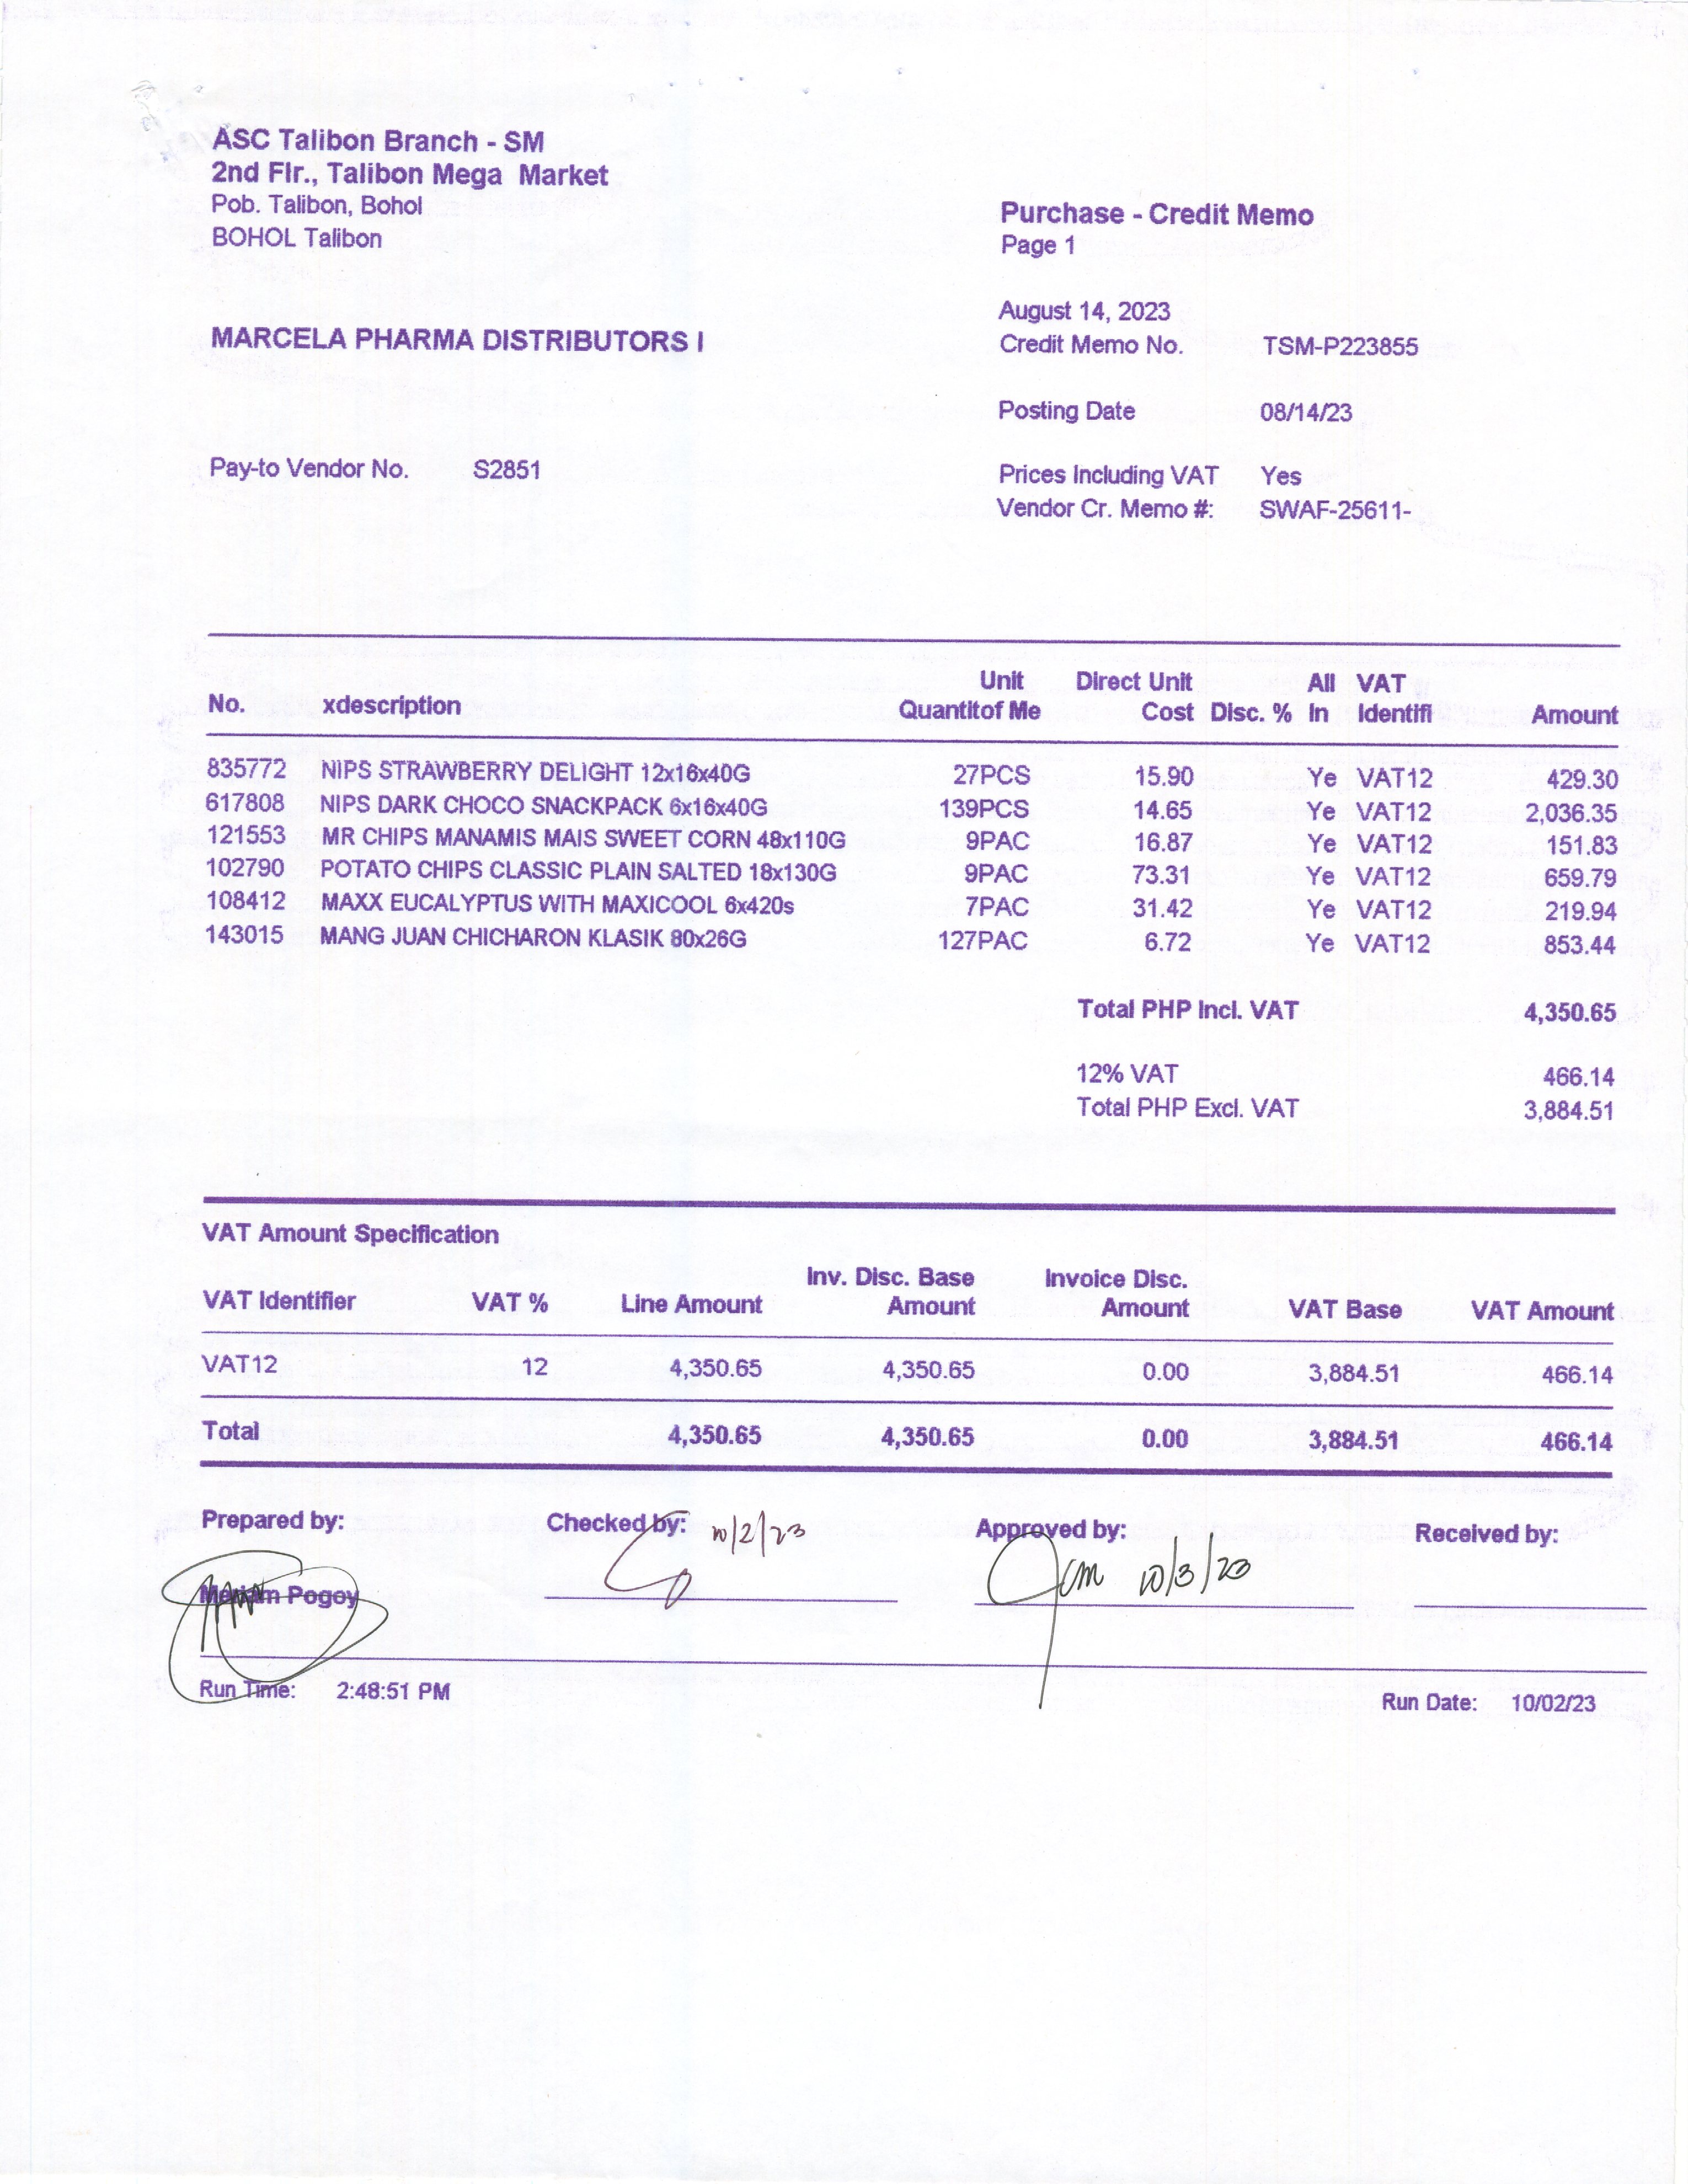 ASC Talibon Branch - SM
2nd Flr., Talibon Mega Market
Pob. Talibon, Bohol
BOHOL Talibon
Purchase - Credit Memo
Page 1
August 14, 2023
MARCELA PHARMA DISTRIBUTORS I
Credit Memo No. TSM-P223855
Posting Date 08/14/23
Pay-to Vendor No. S2851
Prices Including VAT Yes
Vendor Cr. Memo #: SWAF-25611-
Unit Direct Unit All VAT
No. xdescription Quantitof Me Cost Disc. % In Identifi Amount
835772 NIPS STRAWBERRY DELIGHT 12x16x40G 27PCS 15.90 Ye VAT12 429.30
617808 NIPS DARK CHOCO SNACKPACK 6x16x40G 139PCS 14.65 Ye VAT12 2,036.35
121553 MR CHIPS MANAMIS MAIS SWEET CORN 48x110G 9PAC 16.87 Ye VAT12 151.83
102790 POTATO CHIPS CLASSIC PLAIN SALTED 18x130G 9PAC 73.31 Ye VAT12 659.79
108412 MAXX EUCALYPTUS WITH MAXICOOL 6x420s 7PAC 31.42 Ye VAT12 219.94
143015 MANG JUAN CHICHARON KLASIK 80x26G 127PAC 6.72 Ye VAT12 853.44
Total PHP Incl. VAT 4,350.65
12% VAT 466.14
Total PHP Excl. VAT 3,884.51
VAT Amount Specification
Inv. Disc. Base Invoice Disc.
VAT Identifier VAT % Line Amount Amount Amount VAT Base VAT Amount
VAT12 12 4,350.65 4,350.65 0.00 3,884.51 466.14
Total 4,350.65 4,350.65 0.00 3,884.51 466.14
Prepared by: Checked by: 10/2/23 Approved by: Received by:
Meriam Pogoy 10/3/23
Run Time: 2:48:51 PM Run Date: 10/02/23